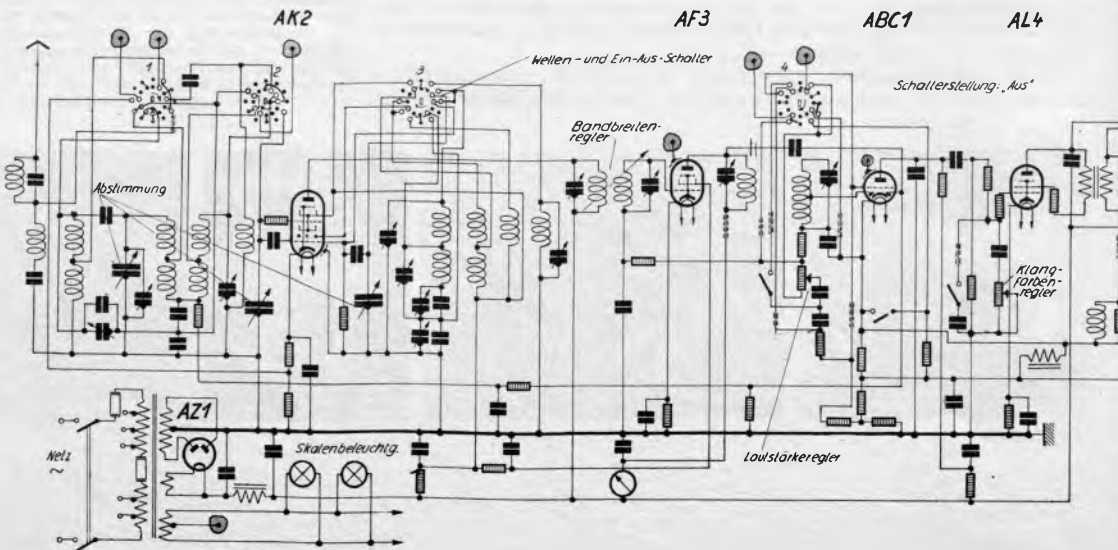 AK2
AF3
ABC1
AL4
1
2
3
4
Wellen- und Ein-Aus-Schalter
Schalterstellung. „Aus"
Bandbreiten-
regler
Abstimmung
Klang-
farben-
regler
AZ1
Netz
~
Skalenbeleuchtg.
Lautstärkeregler